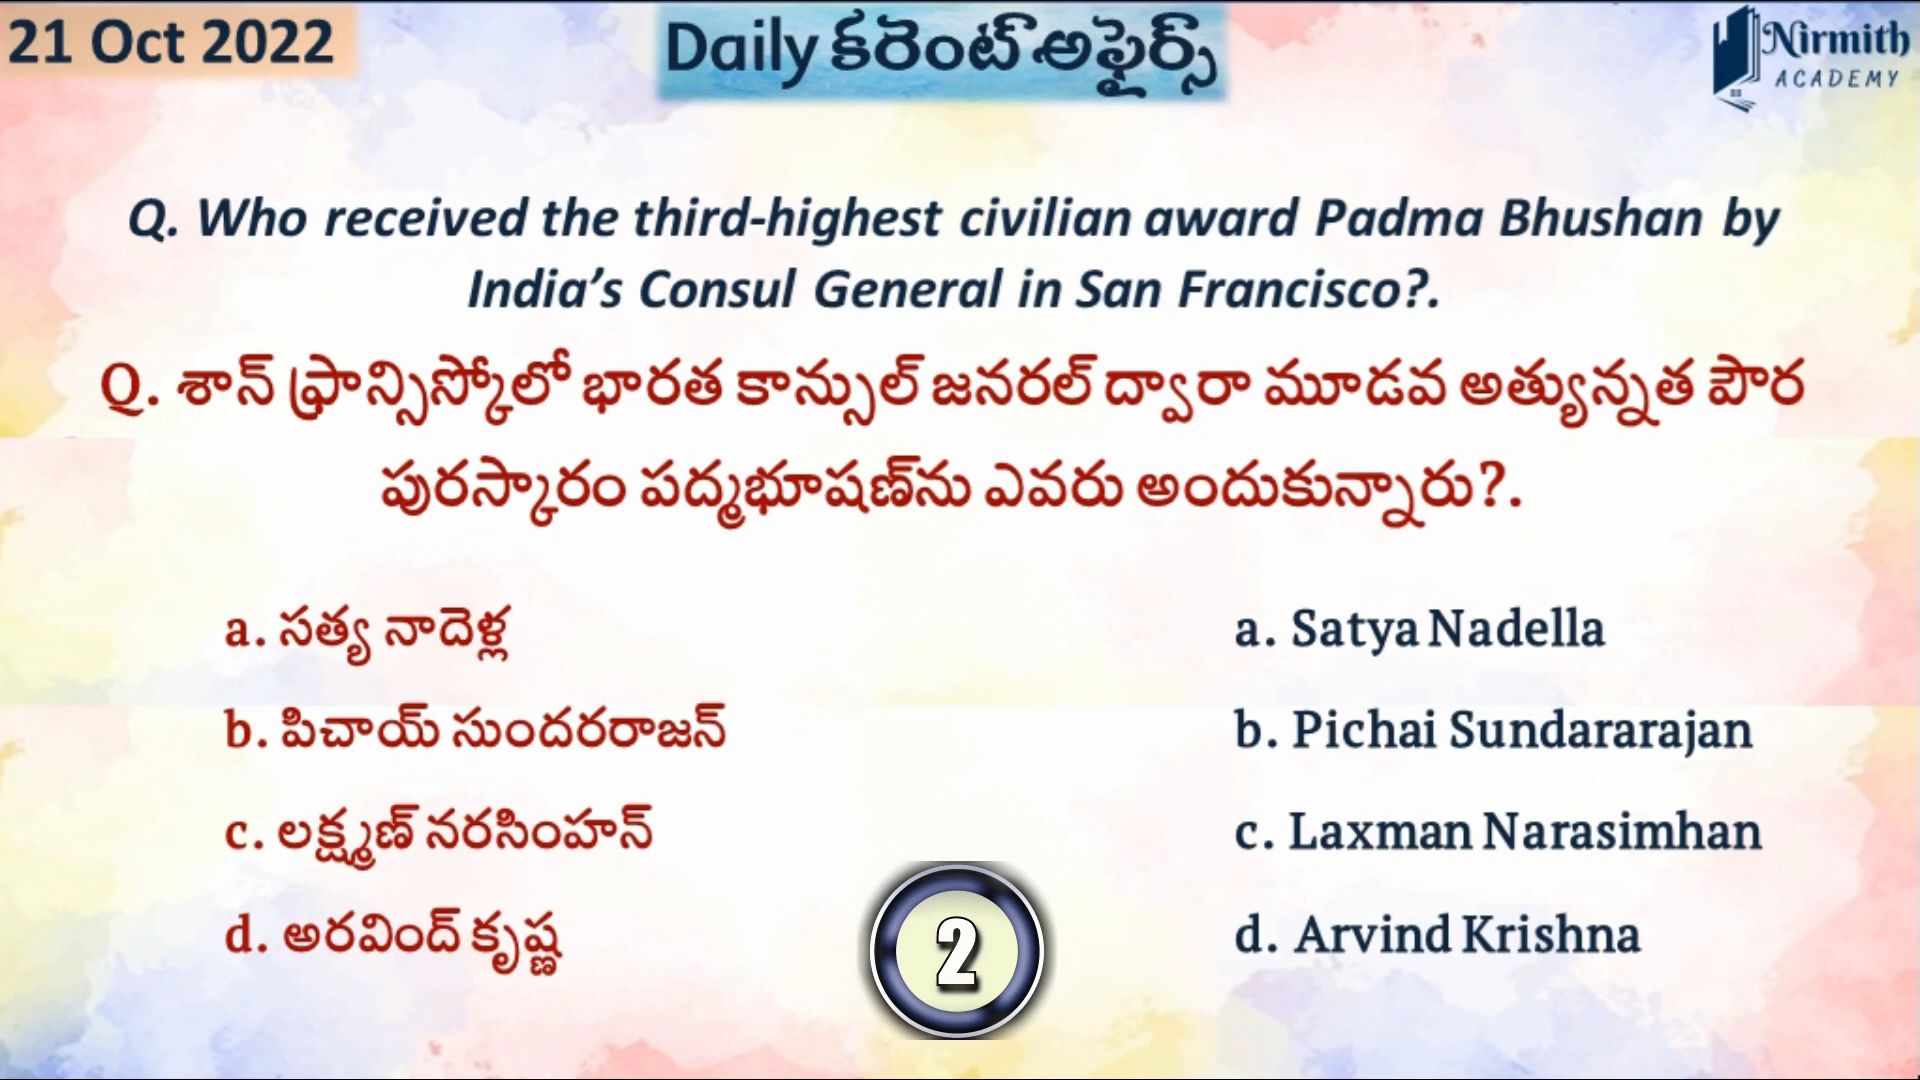 21 Oct 2022
Daily కరెంట్ అఫైర్స్
Nirmith
ACADEMY
Q. Who received the third-highest civilian award Padma Bhushan by
India’s Consul General in San Francisco?.
Q. శాన్ ఫ్రాన్సిస్కోలో భారత కాన్సుల్ జనరల్ ద్వారా మూడవ అత్యున్నత పౌర
పురస్కారం పద్మభూషణ్‌ను ఎవరు అందుకున్నారు?.
a. సత్య నాదెళ్ల
b. పిచాయ్ సుందరరాజన్
c. లక్ష్మణ్ నరసింహన్
d. అరవింద్ కృష్ణ
a. Satya Nadella
b. Pichai Sundararajan
c. Laxman Narasimhan
d. Arvind Krishna
2